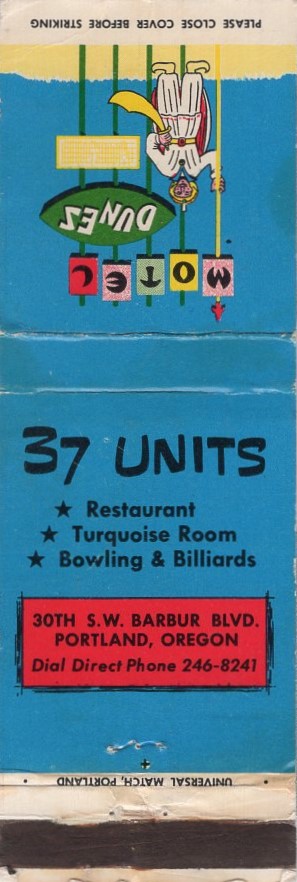 PLEASE CLOSE COVER BEFORE STRIKING
DUNES
MOTEL
37 UNITS
★ Restaurant
★ Turquoise Room
★ Bowling & Billiards
30TH S.W. BARBUR BLVD.
PORTLAND, OREGON
Dial Direct Phone 246-8241
UNIVERSAL MATCH, PORTLAND